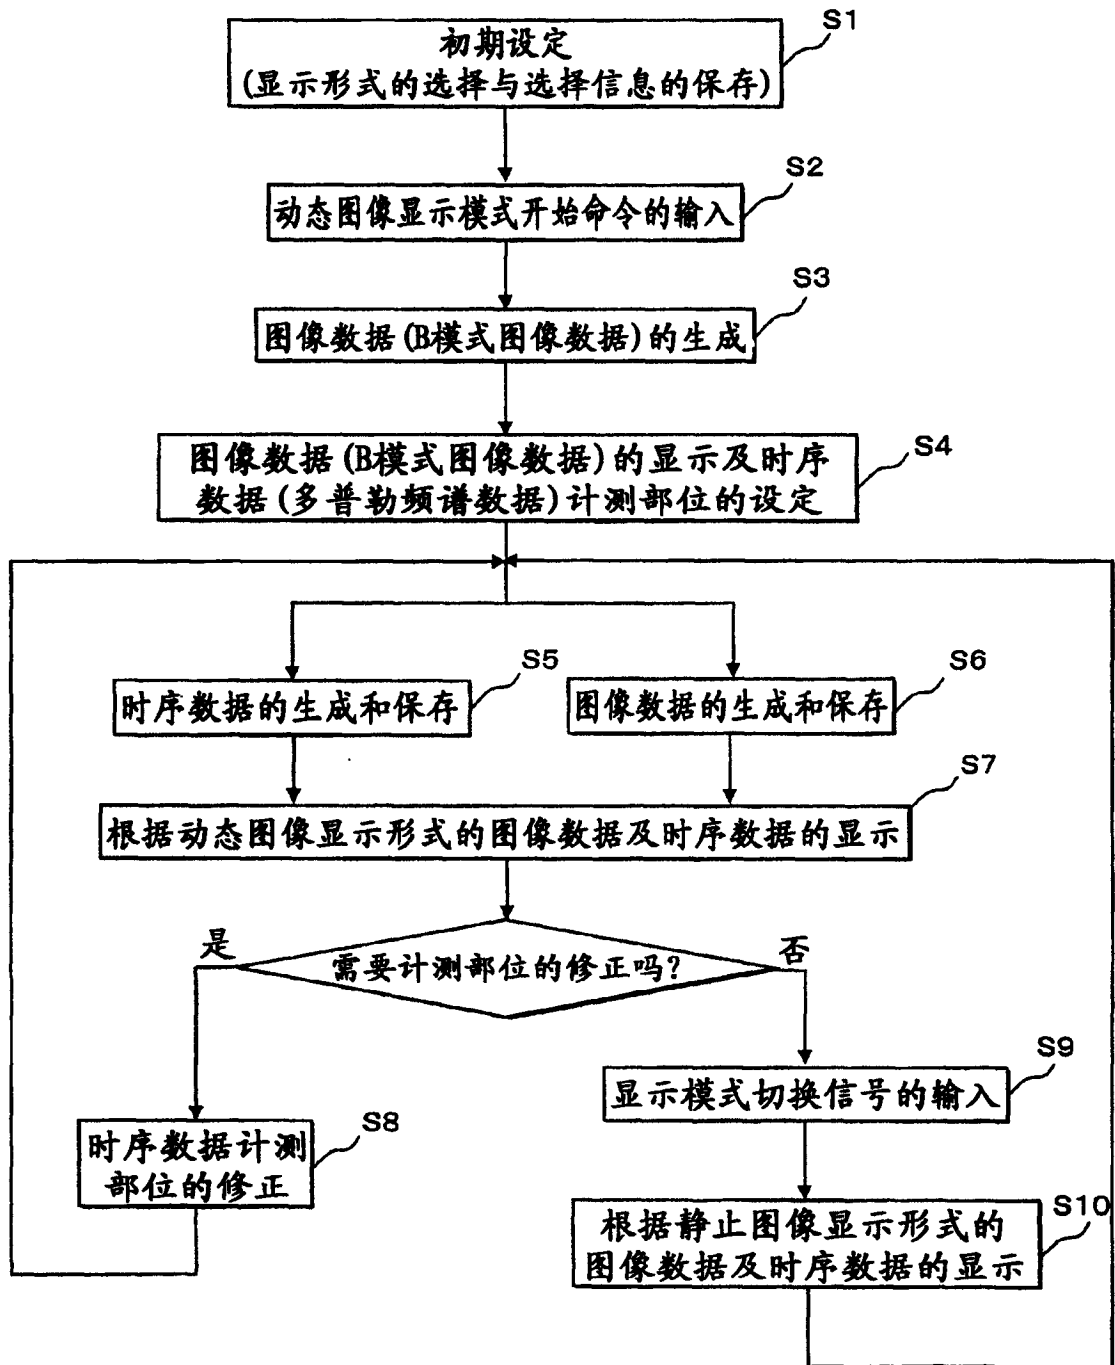 S1
初期设定
(显示形式的选择与选择信息的保存)
S2
动态图像显示模式开始命令的输入
S3
图像数据(B模式图像数据)的生成
S4
图像数据(B模式图像数据)的显示及时序
数据(多普勒频谱数据)计测部位的设定
S5
时序数据的生成和保存
S6
图像数据的生成和保存
S7
根据动态图像显示形式的图像数据及时序数据的显示
是
需要计测部位的修正吗?
否
S8
时序数据计测
部位的修正
S9
显示模式切换信号的输入
S10
根据静止图像显示形式的
图像数据及时序数据的显示